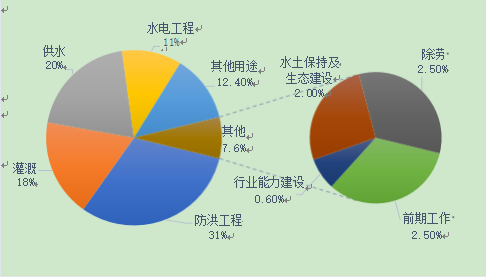 水电工程
11%
供水
20%
其他用途
12.40%
水土保持及
生态建设
2.00%
除涝
2.50%
其他
7.6%
灌溉
18%
行业能力建设
0.60%
防洪工程
31%
前期工作
2.50%